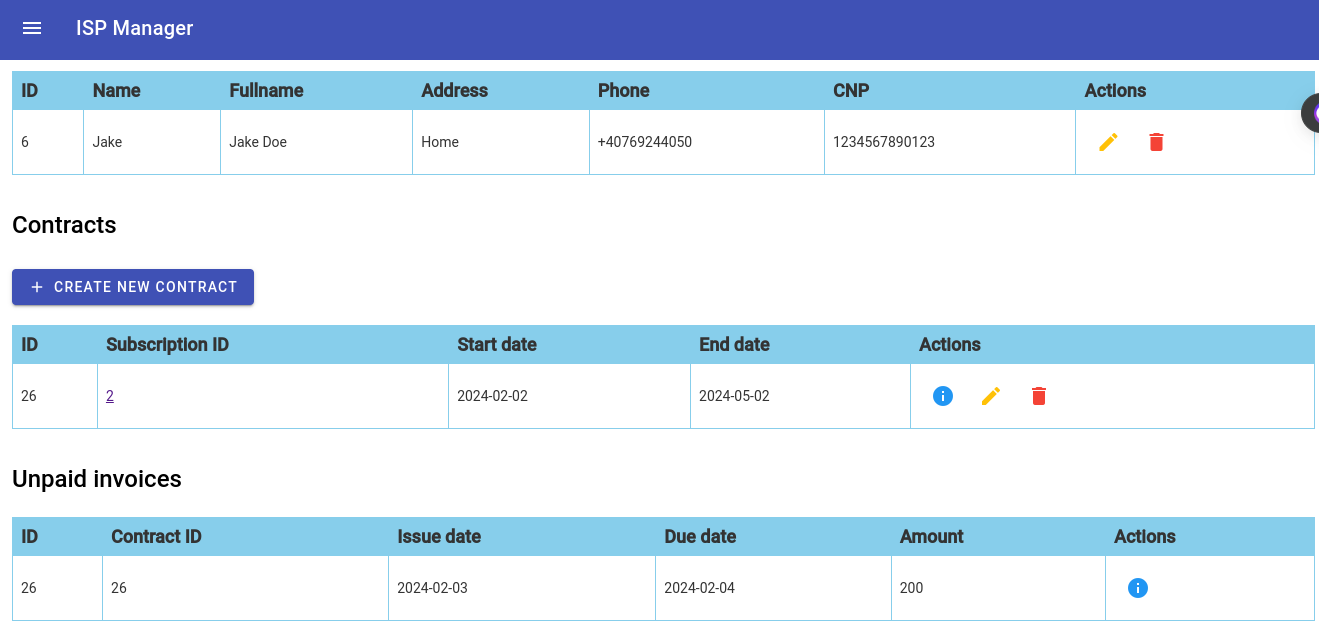 ISP Manager
ID Name Fullname Address Phone CNP Actions
6 Jake Jake Doe Home +40769244050 1234567890123
Contracts
+ CREATE NEW CONTRACT
ID Subscription ID Start date End date Actions
26 2 2024-02-02 2024-05-02
Unpaid invoices
ID Contract ID Issue date Due date Amount Actions
26 26 2024-02-03 2024-02-04 200